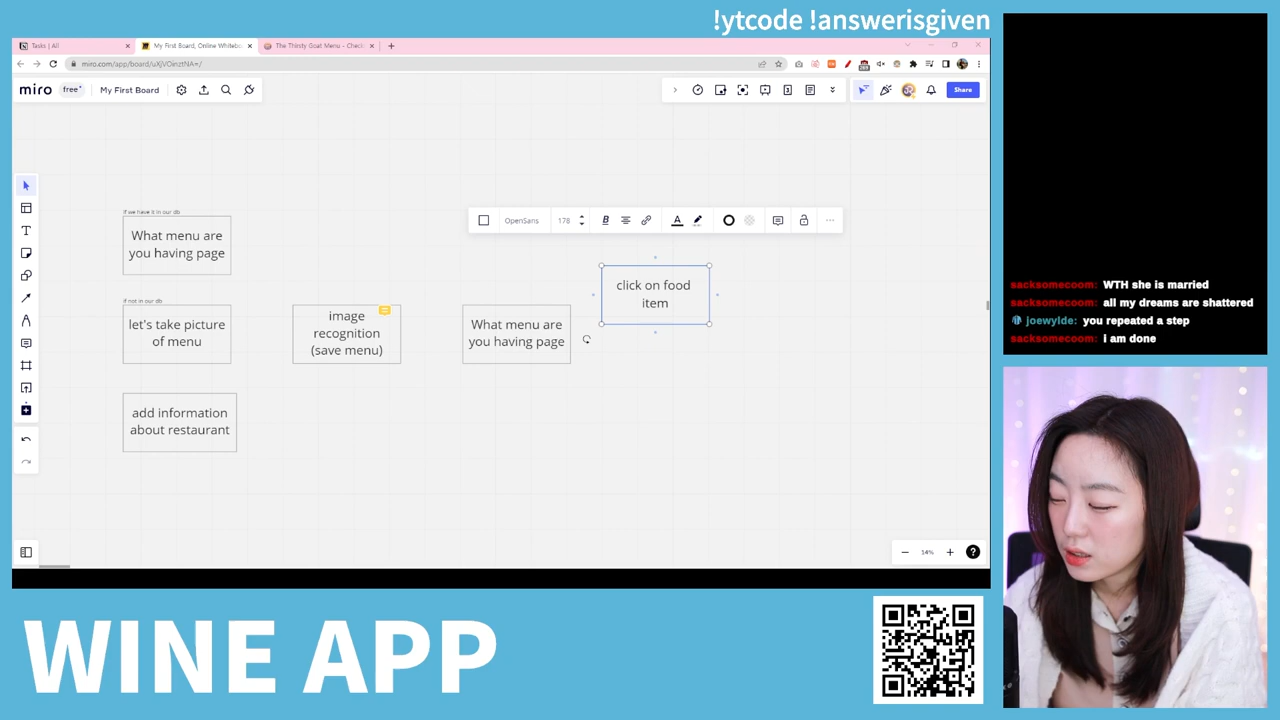 !ytcode !answerisgiven
Tasks | All
My First Board, Online Whitebo
The Thirsty Goat Menu - Check
miro.com/app/board/uXjVOinztNA=/
miro
free
My First Board
Share
OpenSans
178
B
A
If we have it in our db
What menu are
you having page
click on food
item
if not in our db
let's take picture
of menu
image
recognition
(save menu)
What menu are
you having page
add information
about restaurant
14%
sacksomecoom: WTH she is married
sacksomecoom: all my dreams are shattered
joewylde: you repeated a step
sacksomecoom: i am done
WINE APP